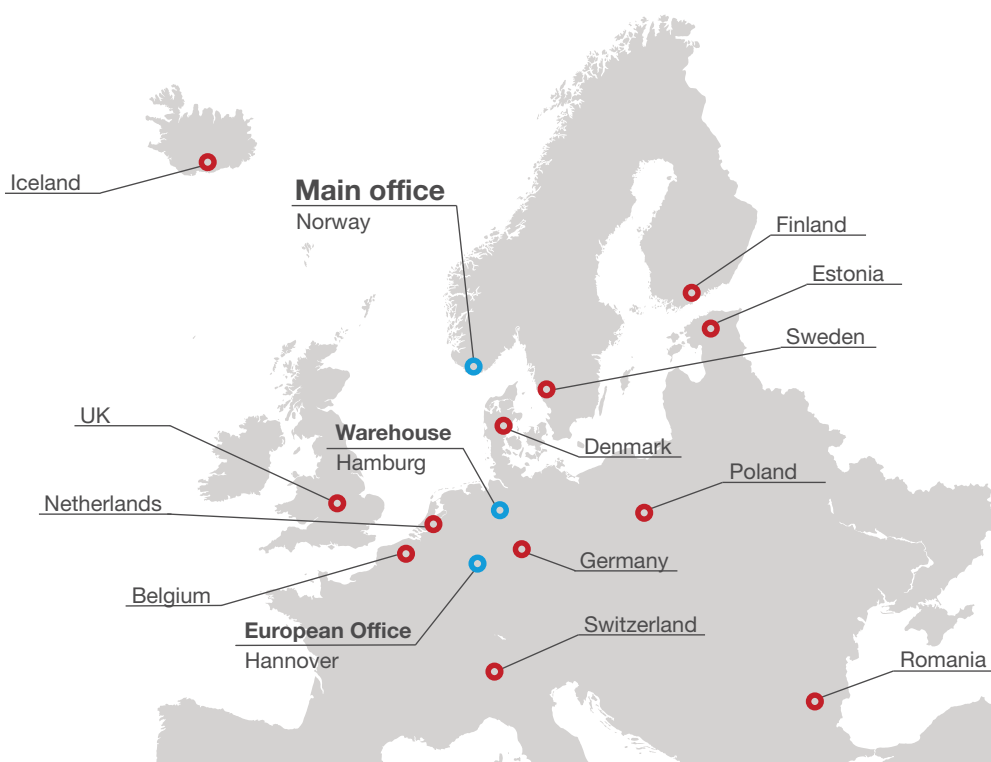 Iceland
Main office
Norway
Finland
Estonia
Sweden
UK
Warehouse
Hamburg
Denmark
Poland
Netherlands
Germany
Belgium
European Office
Hannover
Switzerland
Romania